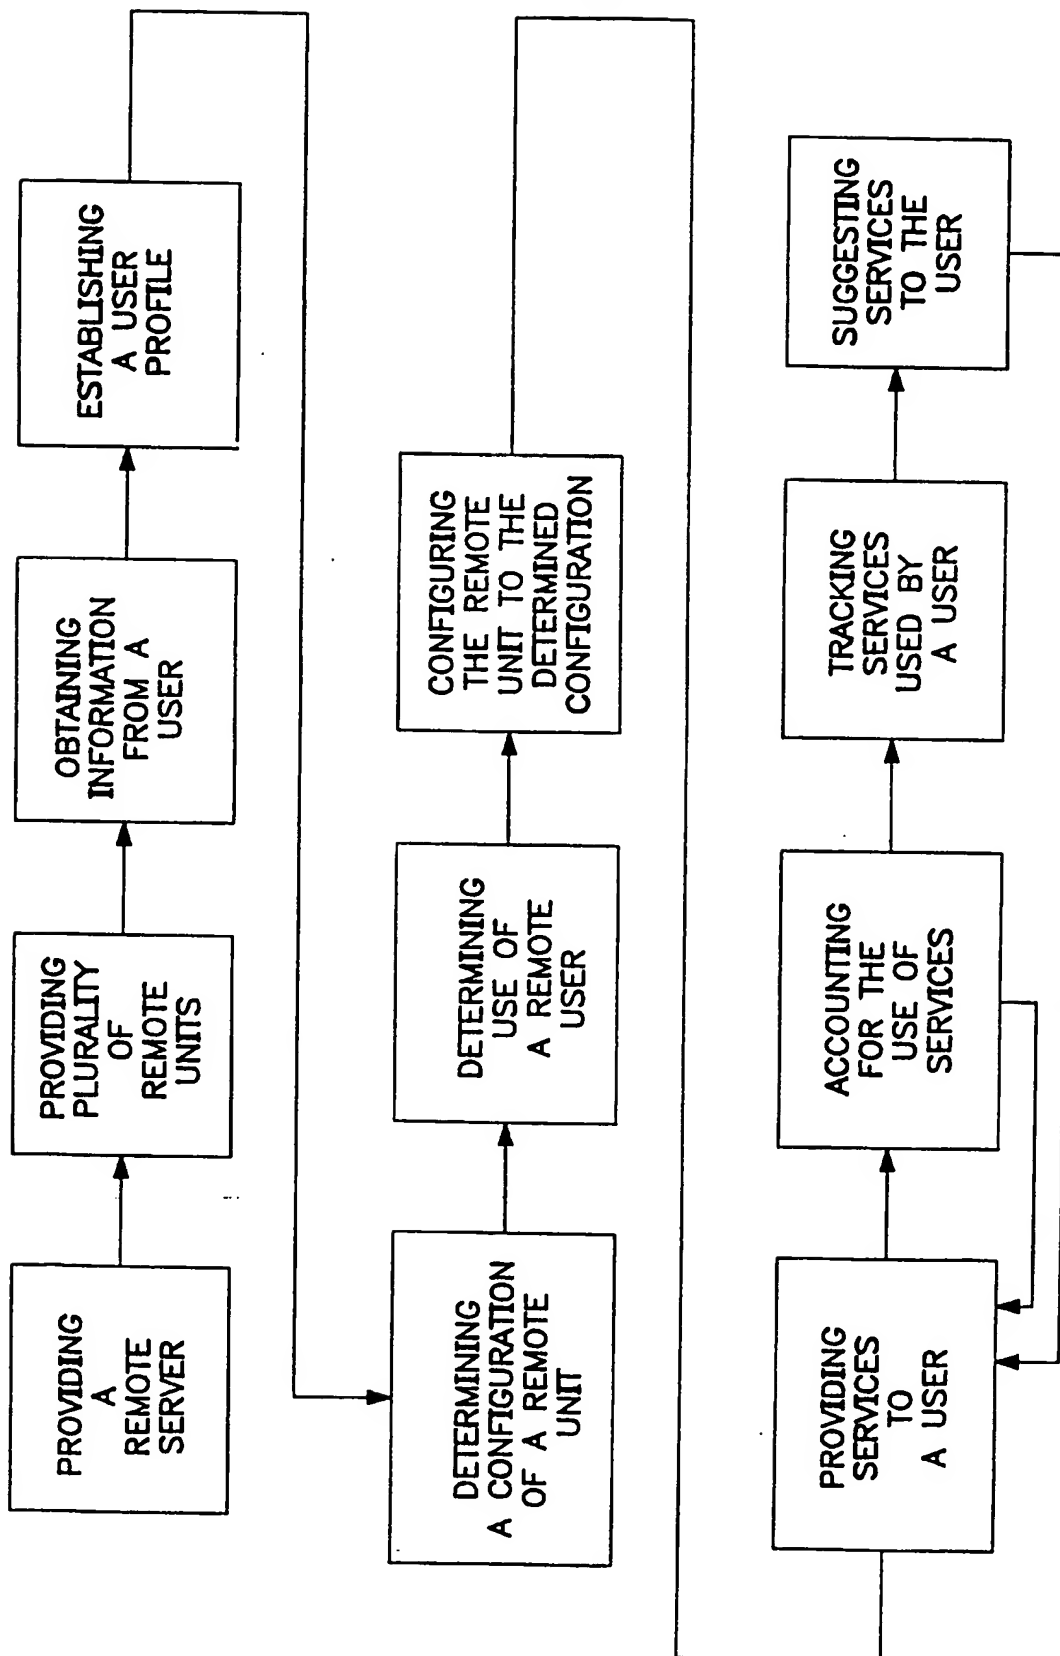 PROVIDING
A
REMOTE
SERVER
PROVIDING
PLURALITY
OF
REMOTE
UNITS
OBTAINING
INFORMATION
FROM A
USER
ESTABLISHING
A USER
PROFILE
DETERMINING
A CONFIGURATION
OF A REMOTE
UNIT
DETERMINING
USE OF
A REMOTE
USER
CONFIGURING
THE REMOTE
UNIT TO THE
DETERMINED
CONFIGURATION
PROVIDING
SERVICES
TO
A USER
ACCOUNTING
FOR THE
USE OF
SERVICES
TRACKING
SERVICES
USED BY
A USER
SUGGESTING
SERVICES
TO THE
USER